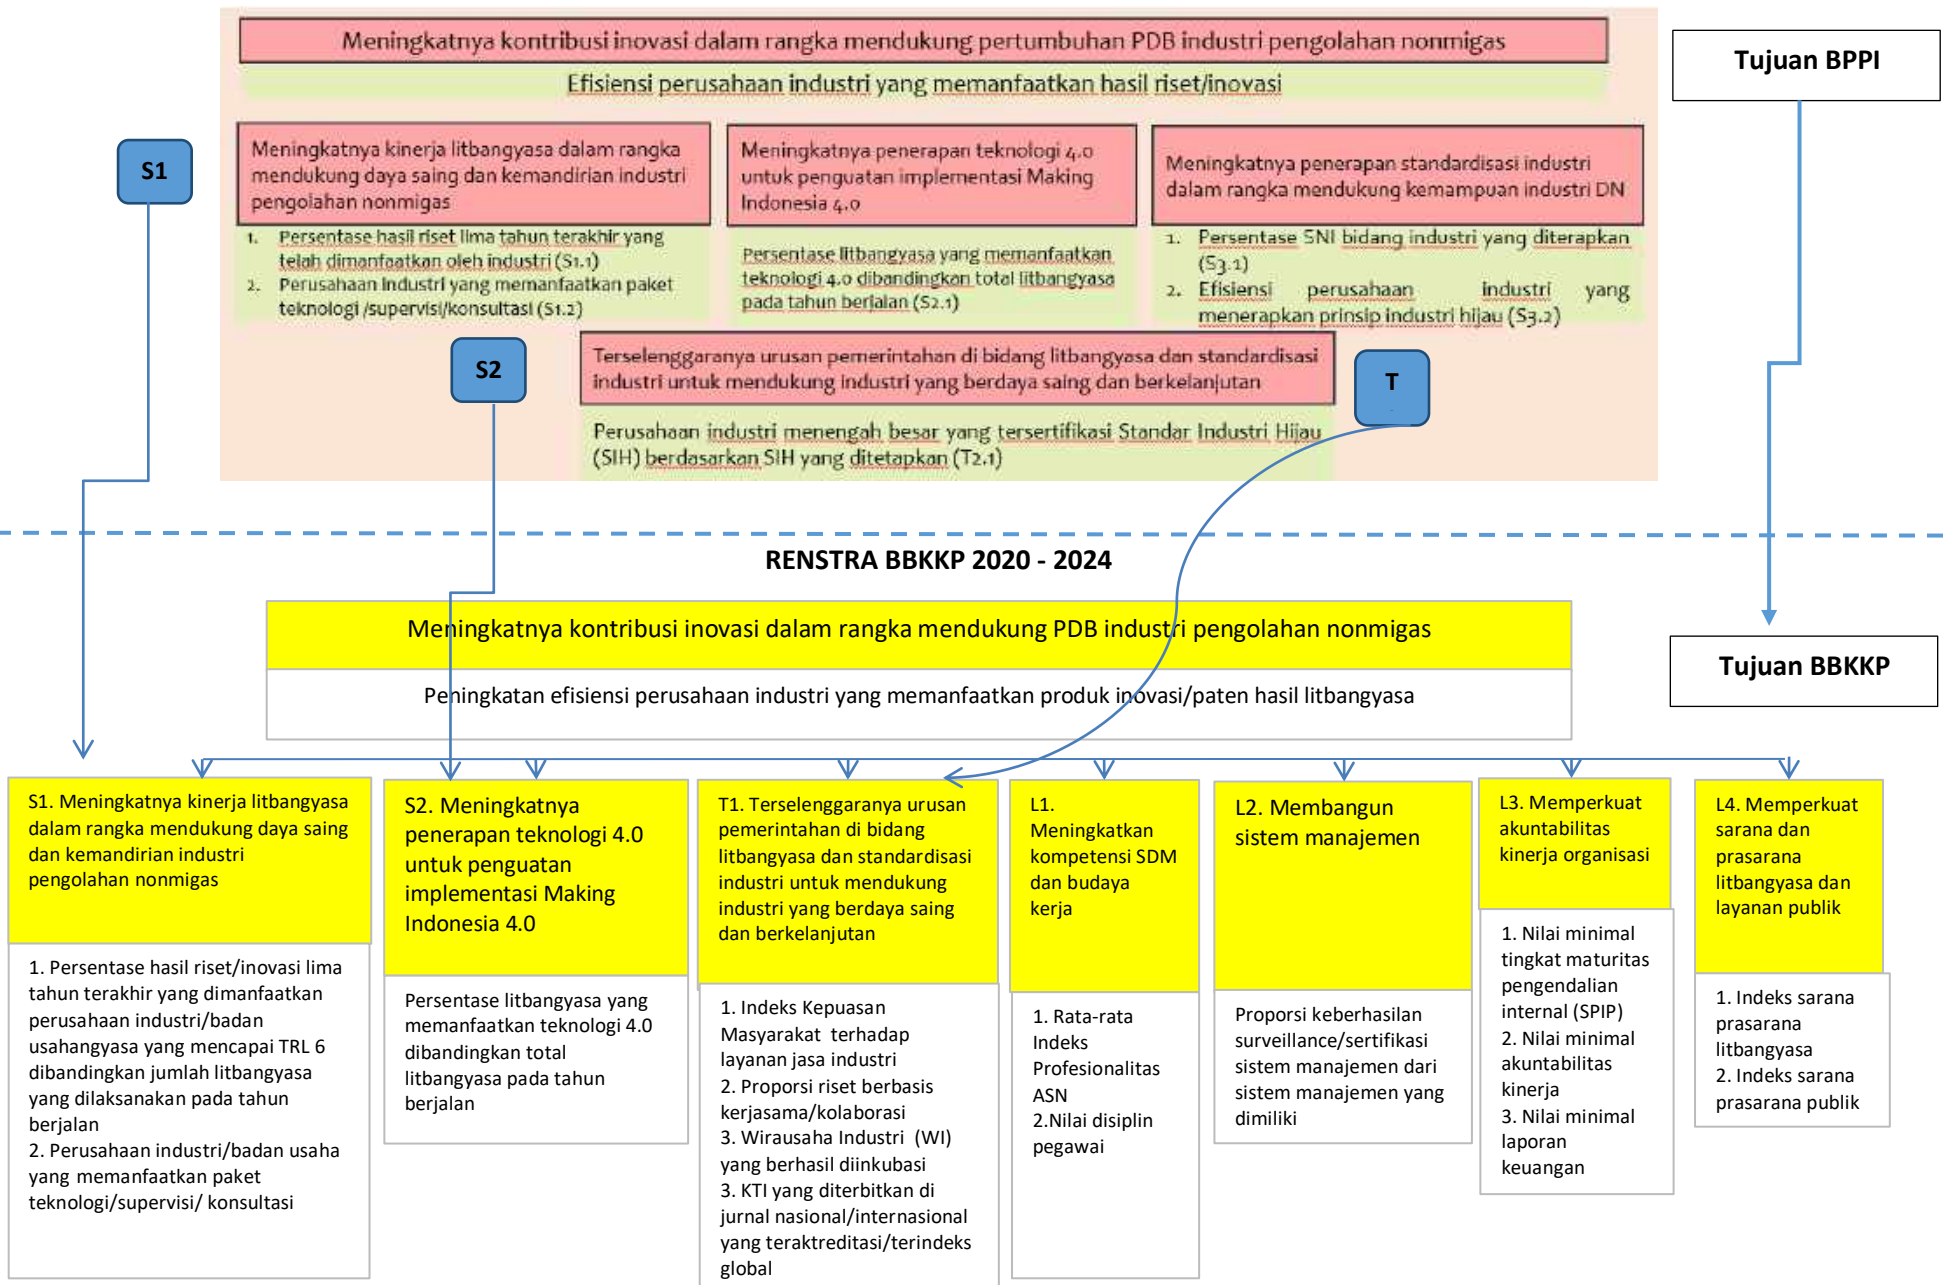 Meningkatnya kontribusi inovasi dalam rangka mendukung pertumbuhan PDB industri pengolahan nonmigas
Efisiensi perusahaan industri yang memanfaatkan hasil riset/inovasi
Tujuan BPPI
S1
Meningkatnya kinerja litbangyasa dalam rangka
mendukung daya saing dan kemandirian industri
pengolahan nonmigas
1. Persentase hasil riset lima tahun terakhir yang
telah dimanfaatkan oleh industri (S1.1)
2. Perusahaan industri yang memanfaatkan paket
teknologi /supervisi/konsultasi (S1.2)
Meningkatnya penerapan teknologi 4.0
untuk penguatan implementasi Making
Indonesia 4.0
Persentase litbangyasa yang memanfaatkan
teknologi 4.0 dibandingkan total litbangyasa
pada tahun berjalan (S2.1)
Meningkatnya penerapan standardisasi industri
dalam rangka mendukung kemampuan industri DN
1. Persentase SNI bidang industri yang diterapkan
(S3.1)
2. Efisiensi perusahaan industri yang
menerapkan prinsip industri hijau (S3.2)
S2
Terselenggaranya urusan pemerintahan di bidang litbangyasa dan standardisasi
industri untuk mendukung industri yang berdaya saing dan berkelanjutan
T
Perusahaan industri menengah besar yang tersertifikasi Standar Industri Hijau
(SIH) berdasarkan SIH yang ditetapkan (T2.1)
RENSTRA BBKKP 2020 - 2024
Meningkatnya kontribusi inovasi dalam rangka mendukung PDB industri pengolahan nonmigas
Peningkatan efisiensi perusahaan industri yang memanfaatkan produk inovasi/paten hasil litbangyasa
Tujuan BBKKP
S1. Meningkatnya kinerja litbangyasa
dalam rangka mendukung daya saing
dan kemandirian industri
pengolahan nonmigas
1. Persentase hasil riset/inovasi lima
tahun terakhir yang dimanfaatkan
perusahaan industri/badan
usahangyasa yang mencapai TRL 6
dibandingkan jumlah litbangyasa
yang dilaksanakan pada tahun
berjalan
2. Perusahaan industri/badan usaha
yang memanfaatkan paket
teknologi/supervisi/ konsultasi
S2. Meningkatnya
penerapan teknologi 4.0
untuk penguatan
implementasi Making
Indonesia 4.0
Persentase litbangyasa yang
memanfaatkan teknologi 4.0
dibandingkan total
litbangyasa pada tahun
berjalan
T1. Terselenggaranya urusan
pemerintahan di bidang
litbangyasa dan standardisasi
industri untuk mendukung
industri yang berdaya saing
dan berkelanjutan
1. Indeks Kepuasan
Masyarakat terhadap
layanan jasa industri
2. Proporsi riset berbasis
kerjasama/kolaborasi
3. Wirausaha Industri (WI)
yang berhasil diinkubasi
3. KTI yang diterbitkan di
jurnal nasional/internasional
yang teraktreditasi/terindeks
global
L1.
Meningkatkan
kompetensi SDM
dan budaya
kerja
1. Rata-rata
Indeks
Profesionalitas
ASN
2.Nilai disiplin
pegawai
L2. Membangun
sistem manajemen
Proporsi keberhasilan
surveillance/sertifikasi
sistem manajemen dari
sistem manajemen yang
dimiliki
L3. Memperkuat
akuntabilitas
kinerja organisasi
1. Nilai minimal
tingkat maturitas
pengendalian
internal (SPIP)
2. Nilai minimal
akuntabilitas
kinerja
3. Nilai minimal
laporan
keuangan
L4. Memperkuat
sarana dan
prasarana
litbangyasa dan
layanan publik
1. Indeks sarana
prasarana
litbangyasa
2. Indeks sarana
prasarana publik